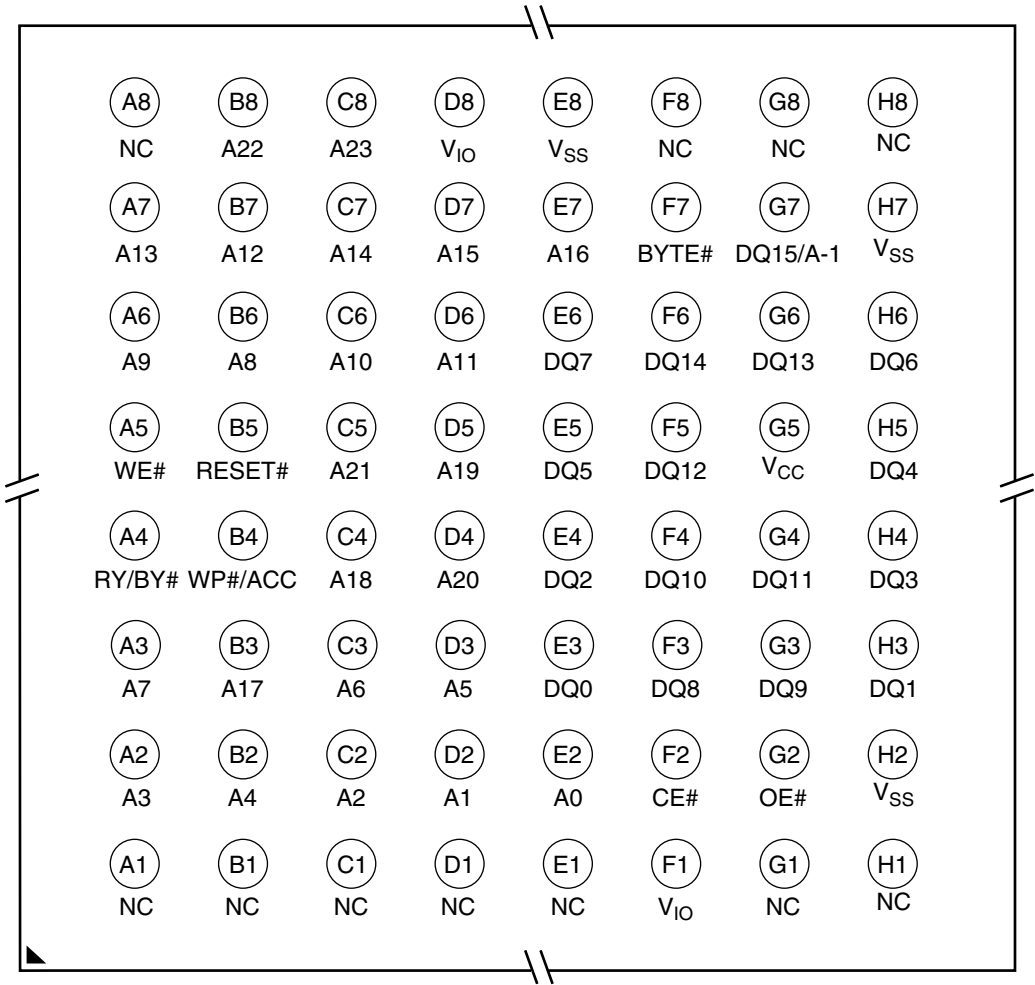 A8 B8 C8 D8 E8 F8 G8 H8
NC A22 A23 VIO VSS NC NC NC
A7 B7 C7 D7 E7 F7 G7 H7
A13 A12 A14 A15 A16 BYTE# DQ15/A-1 VSS
A6 B6 C6 D6 E6 F6 G6 H6
A9 A8 A10 A11 DQ7 DQ14 DQ13 DQ6
A5 B5 C5 D5 E5 F5 G5 H5
WE# RESET# A21 A19 DQ5 DQ12 VCC DQ4
A4 B4 C4 D4 E4 F4 G4 H4
RY/BY# WP#/ACC A18 A20 DQ2 DQ10 DQ11 DQ3
A3 B3 C3 D3 E3 F3 G3 H3
A7 A17 A6 A5 DQ0 DQ8 DQ9 DQ1
A2 B2 C2 D2 E2 F2 G2 H2
A3 A4 A2 A1 A0 CE# OE# VSS
A1 B1 C1 D1 E1 F1 G1 H1
NC NC NC NC NC VIO NC NC